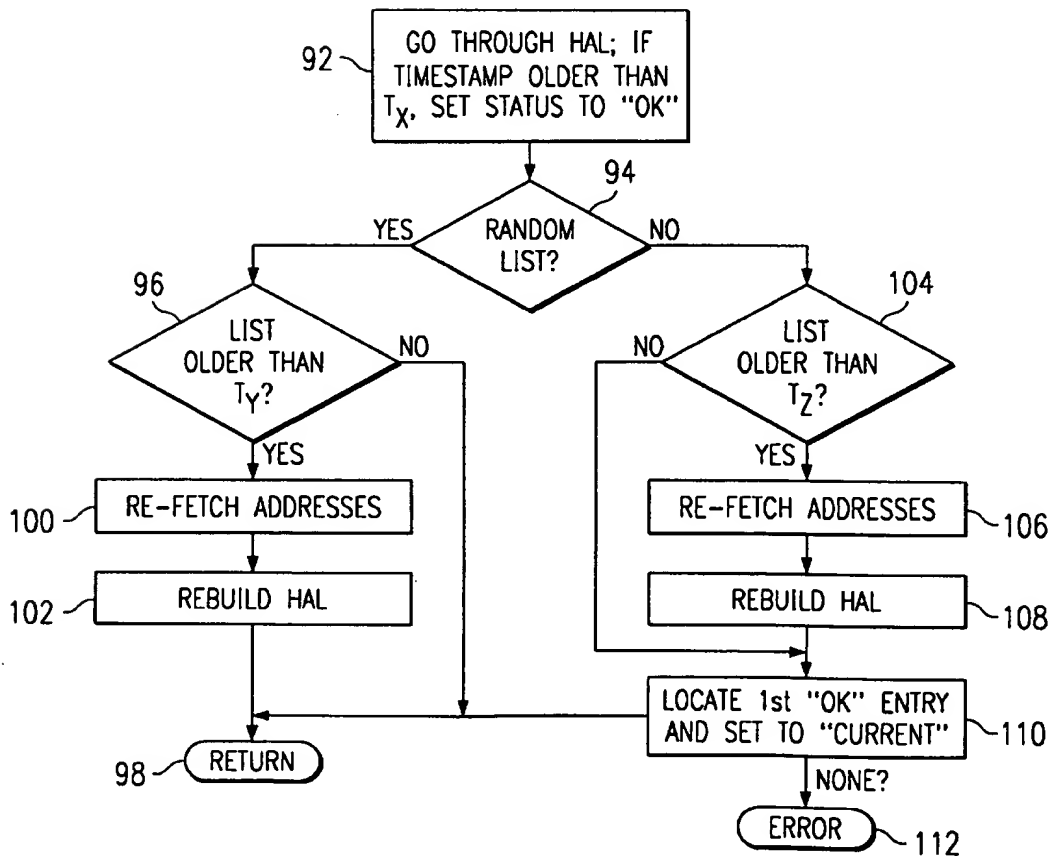 92
GO THROUGH HAL; IF
TIMESTAMP OLDER THAN
TX, SET STATUS TO "OK"
94
YES
RANDOM
LIST?
NO
96
LIST
OLDER THAN
TY?
NO
YES
104
NO
LIST
OLDER THAN
TZ?
YES
100
RE-FETCH ADDRESSES
RE-FETCH ADDRESSES
106
102
REBUILD HAL
REBUILD HAL
108
LOCATE 1st "OK" ENTRY
AND SET TO "CURRENT"
110
98
RETURN
NONE?
ERROR
112